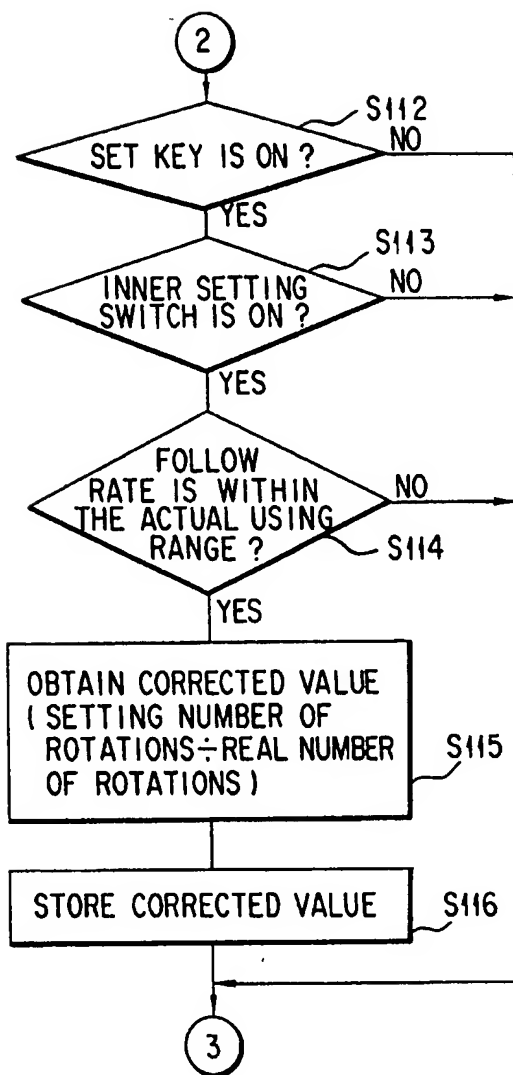 2
S112
SET KEY IS ON ?
NO
YES
S113
INNER SETTING
SWITCH IS ON ?
NO
YES
FOLLOW
RATE IS WITHIN
THE ACTUAL USING
RANGE ?
NO
S114
YES
OBTAIN CORRECTED VALUE
( SETTING NUMBER OF
ROTATIONS÷REAL NUMBER
OF ROTATIONS )
S115
STORE CORRECTED VALUE
S116
3